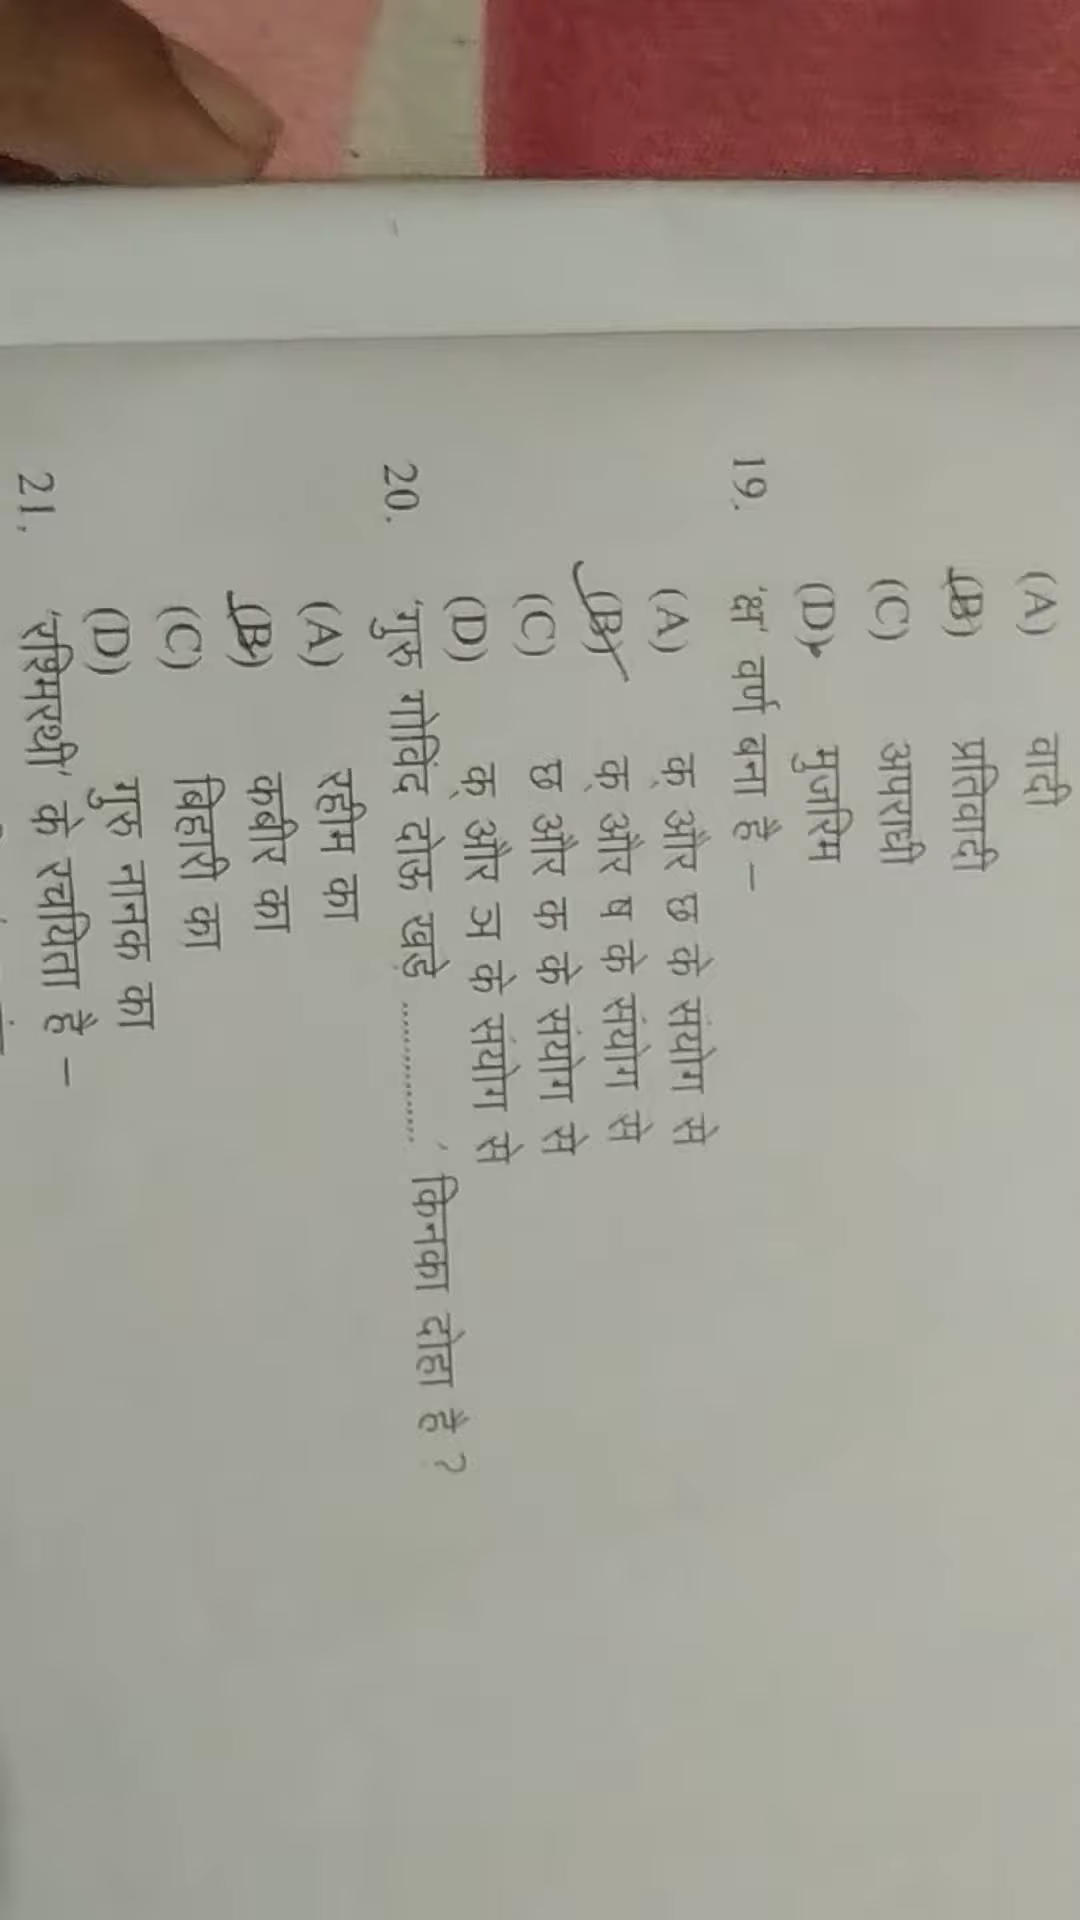 (A) वादी
(B) प्रतिवादी
(C) अपराधी
(D) मुजरिम
19. 'क्ष' वर्ण बना है –
(A) क् और छ के संयोग से
(B) क् और ष के संयोग से
(C) छ और क के संयोग से
(D) क् और ञ के संयोग से
20. 'गुरु गोविंद दोऊ खड़े ..............' किनका दोहा है ?
(A) रहीम का
(B) कबीर का
(C) बिहारी का
(D) गुरु नानक का
21. 'रश्मिरथी' के रचयिता है –